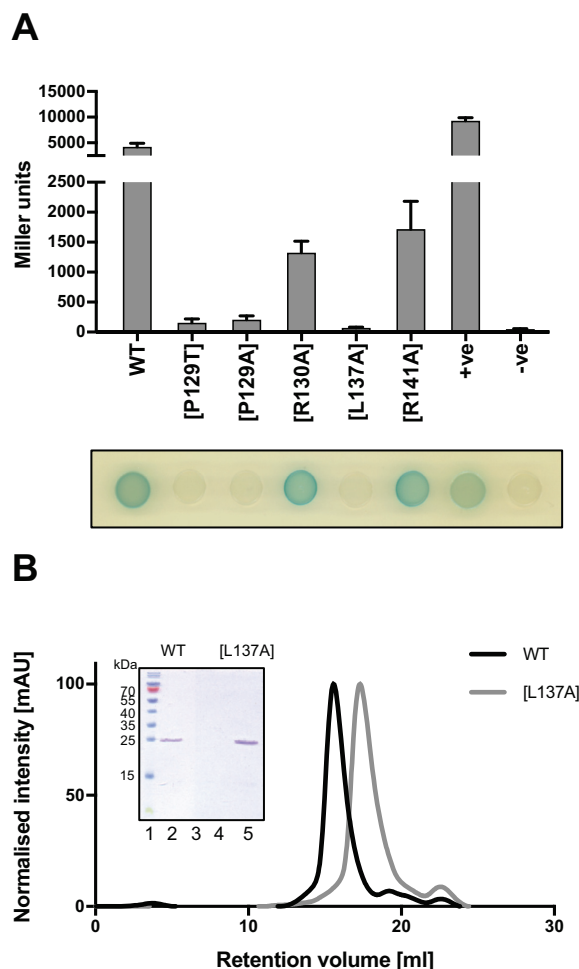 A
15000
10000
5000
2500
2000
1500
1000
500
0
Miller units
WT
[P129T]
[P129A]
[R130A]
[L137A]
[R141A]
+ve
-ve
B
WT
[L137A]
kDa
70
55
40
35
25
15
1 2 3 4 5
WT
[L137A]
100
50
0
Normalised intensity [mAU]
0 10 20 30
Retention volume [ml]